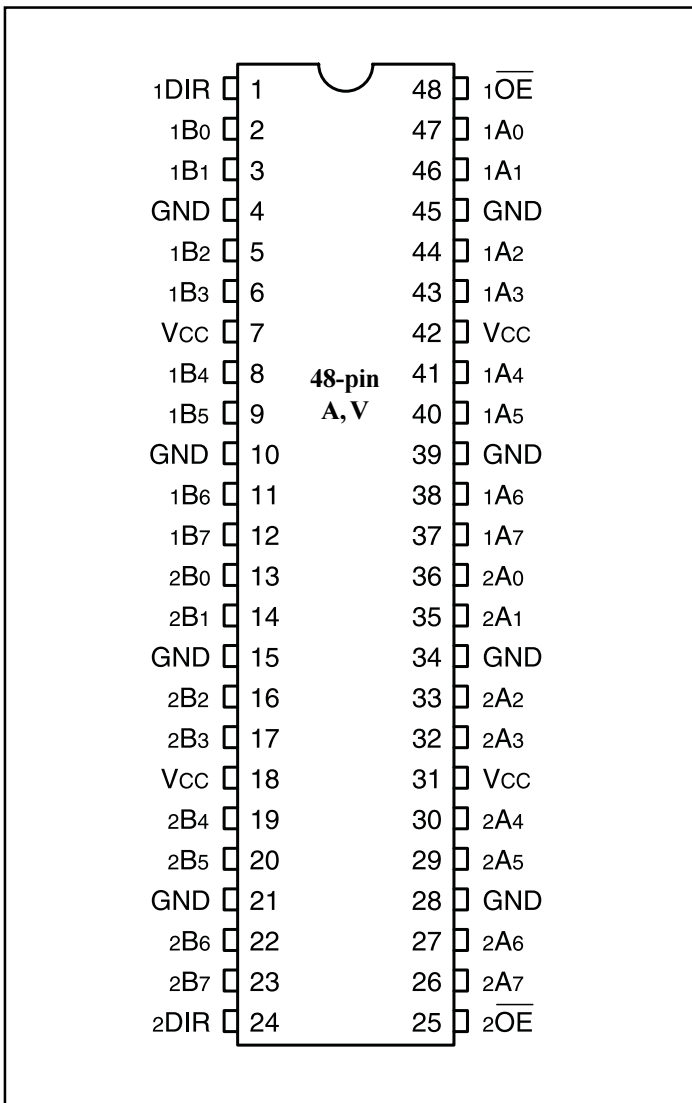 1DIR 1 48 1O̅E̅
1B0 2 47 1A0
1B1 3 46 1A1
GND 4 45 GND
1B2 5 44 1A2
1B3 6 43 1A3
VCC 7 42 VCC
1B4 8 48-pin 41 1A4
1B5 9 A, V 40 1A5
GND 10 39 GND
1B6 11 38 1A6
1B7 12 37 1A7
2B0 13 36 2A0
2B1 14 35 2A1
GND 15 34 GND
2B2 16 33 2A2
2B3 17 32 2A3
VCC 18 31 VCC
2B4 19 30 2A4
2B5 20 29 2A5
GND 21 28 GND
2B6 22 27 2A6
2B7 23 26 2A7
2DIR 24 25 2O̅E̅